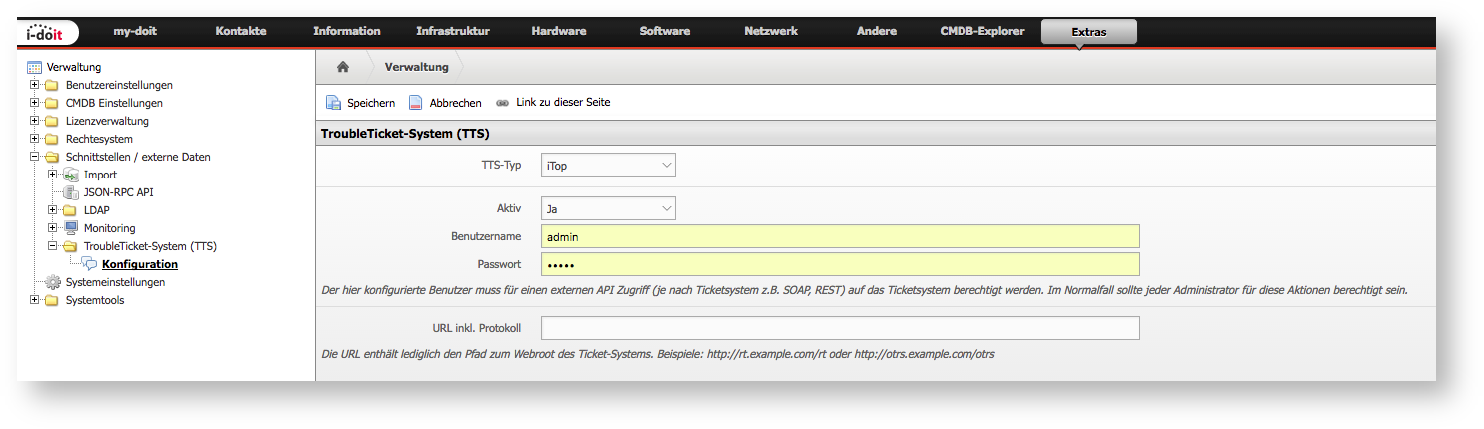 i-doit
my-doit Kontakte Information Infrastruktur Hardware Software Netzwerk Andere CMDB-Explorer Extras
Verwaltung
Benutzereinstellungen
CMDB Einstellungen
Lizenzverwaltung
Rechtesystem
Schnittstellen / externe Daten
Import
JSON-RPC API
LDAP
Monitoring
TroubleTicket-System (TTS)
Konfiguration
Systemeinstellungen
Systemtools
Verwaltung
Speichern Abbrechen Link zu dieser Seite
TroubleTicket-System (TTS)
TTS-Typ iTop
Aktiv Ja
Benutzername admin
Passwort •••••
Der hier konfigurierte Benutzer muss für einen externen API Zugriff (je nach Ticketsystem z.B. SOAP, REST) auf das Ticketsystem berechtigt werden. Im Normalfall sollte jeder Administrator für diese Aktionen berechtigt sein.
URL inkl. Protokoll
Die URL enthält lediglich den Pfad zum Webroot des Ticket-Systems. Beispiele: http://rt.example.com/rt oder http://otrs.example.com/otrs